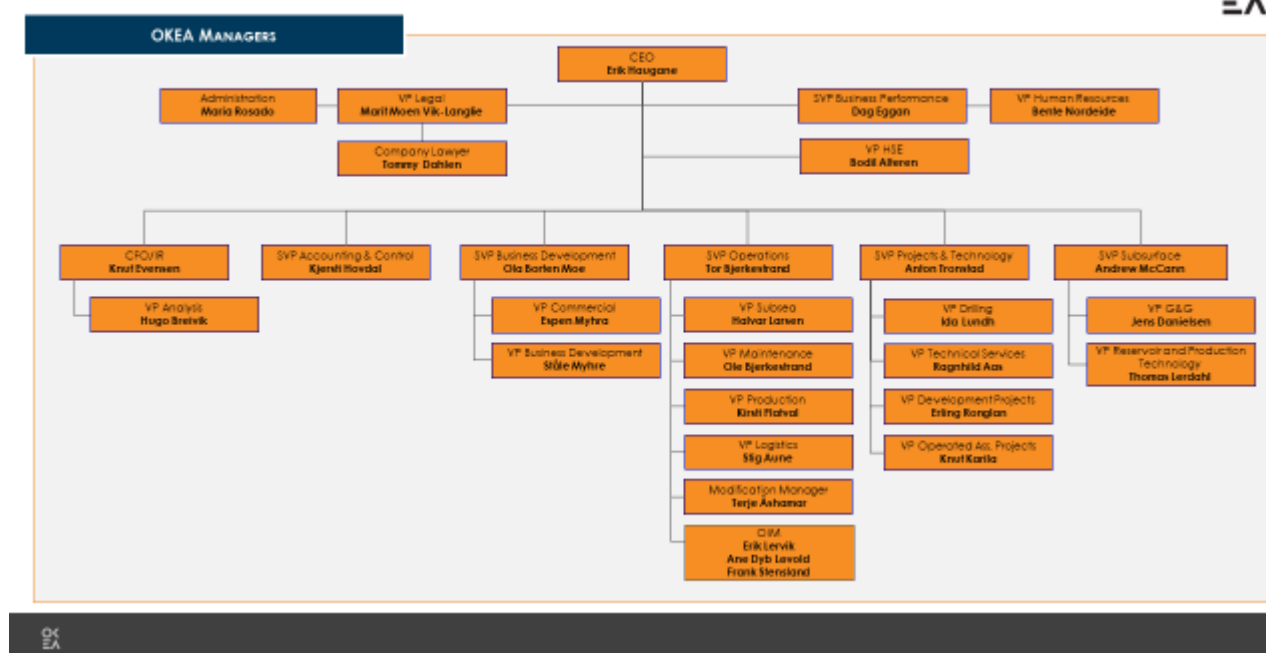 OKEA MANAGERS
CEO
Erik Haugane
Administration
Maria Rosado
VP Legal
Marit Moen Vik-Langlie
SVP Business Performance
Dag Eggan
VP Human Resources
Bente Nordeide
Company Lawyer
Tommy Dahlen
VP HSE
Bodil Alteren
CFO/IR
Knut Evensen
SVP Accounting & Control
Kjersti Hovdal
SVP Business Development
Ola Borten Moe
SVP Operations
Tor Bjerkestrand
SVP Projects & Technology
Anton Tronstad
SVP Subsurface
Andrew McCann
VP Analysis
Hugo Breivik
VP Commercial
Espen Myhra
VP Business Development
Ståle Myhre
VP Subsea
Halvar Larsen
VP Maintenance
Ole Bjerkestrand
VP Production
Kirsti
VP Logistics
Stig Aune
Modification Manager
Terje Åshamar
OIM
Erik Lervik
Ane Dyb Levold
Frank Stensland
VP Drilling
Ida Lundh
VP Technical Services
Ragnhild Aas
VP Development Projects
Erling Ronglan
VP Operated Ass. Projects
Knut Karila
VP G&G
Jens Danielsen
VP Reservoir and Production
Technology
Thomas Lerdahl
OK
EA